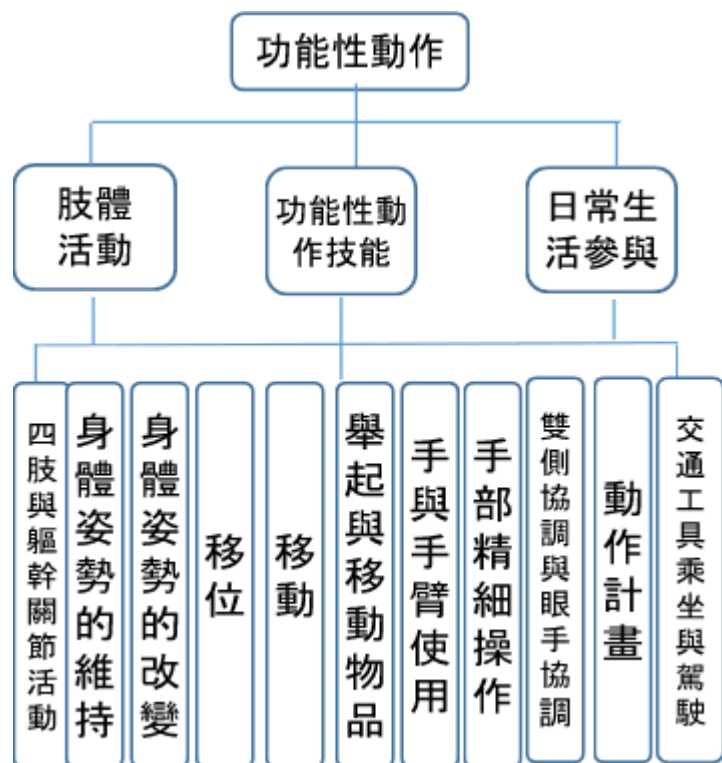 功能性動作
肢體
活動
功能性動
作技能
日常生
活參與
四肢與軀幹關節活動
身體姿勢的維持
身體姿勢的改變
移位
移動
舉起與移動物品
手與手臂使用
手部精細操作
雙側協調與眼手協調
動作計畫
交通工具乘坐與駕駛